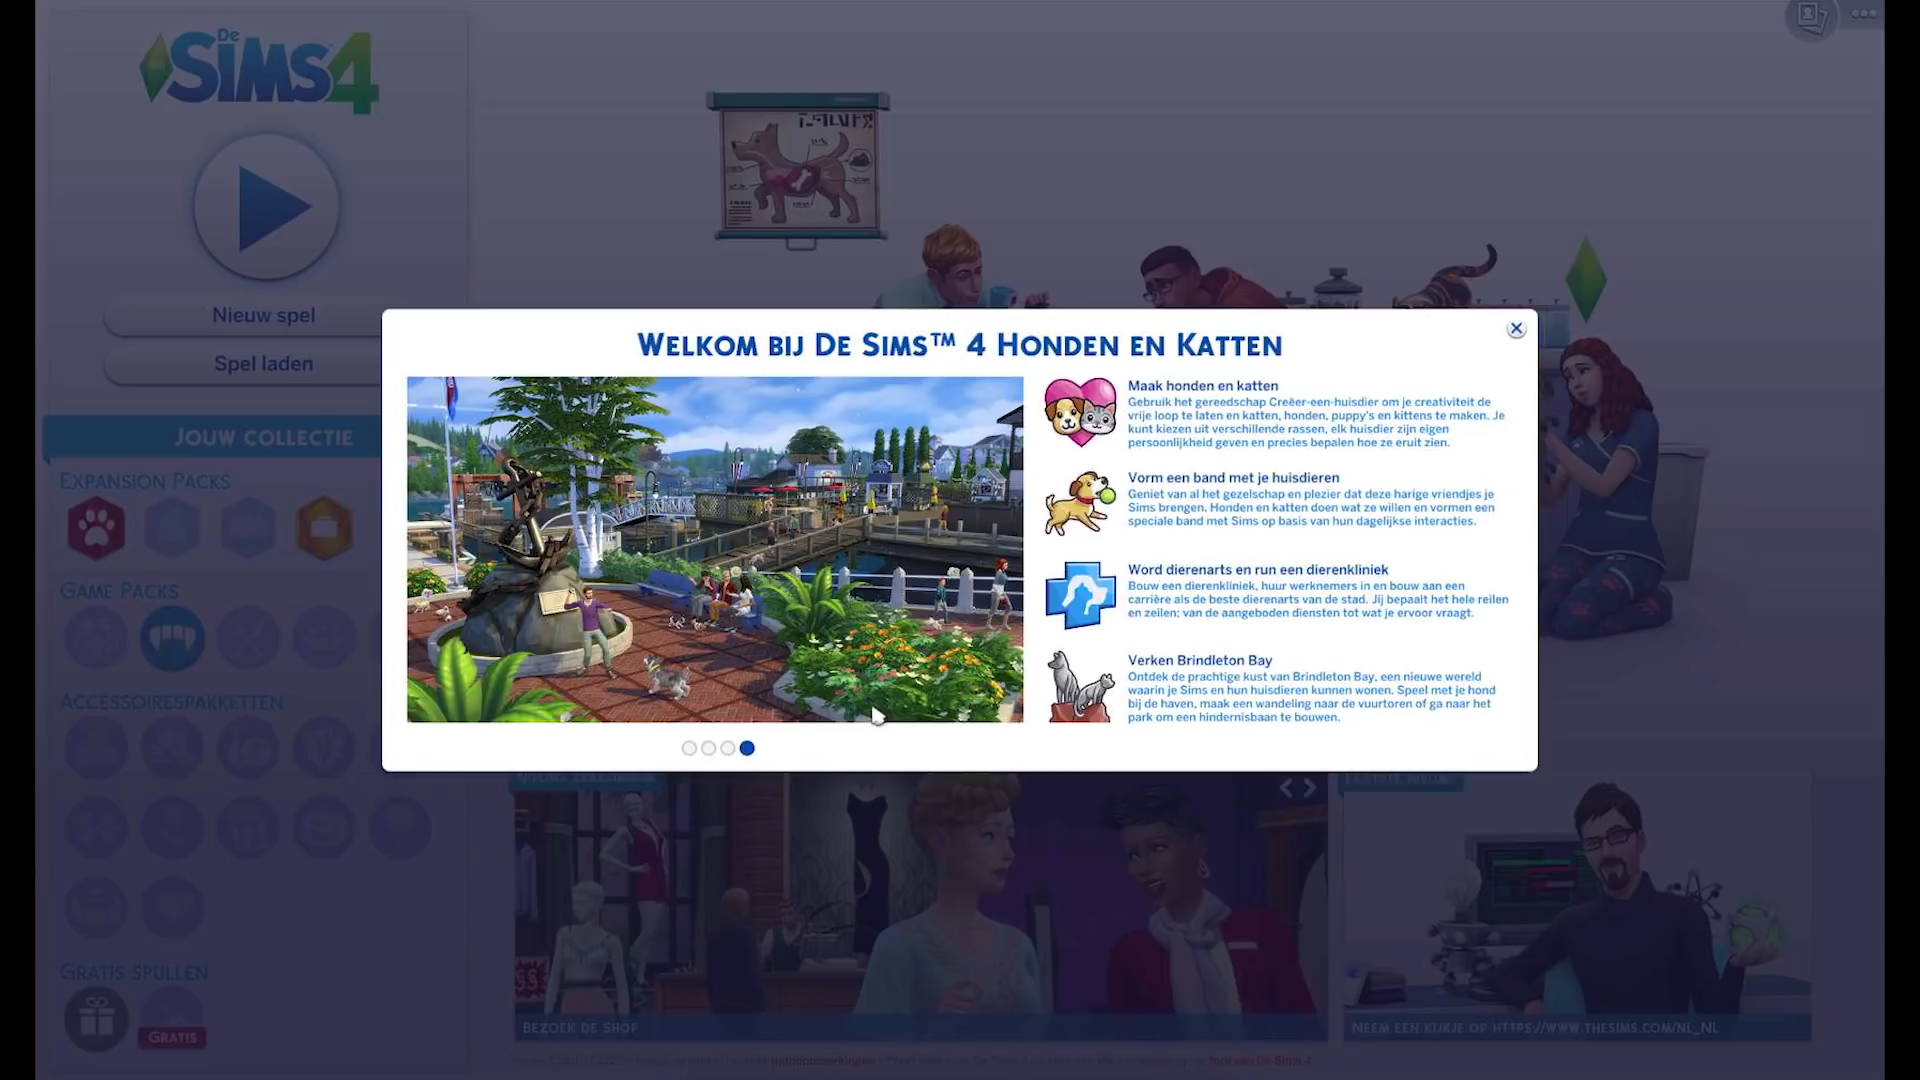 De Sims 4
Nieuw spel
Spel laden
Jouw collectie
Expansion Packs
Game Packs
Accessoirespakketten
Gratis spullen
Gratis
Welkom bij De Sims™ 4 Honden en Katten
Maak honden en katten
Gebruik het gereedschap Creëer-een-huisdier om je creativiteit de
vrije loop te laten en katten, honden, puppy's en kittens te maken. Je
kunt kiezen uit verschillende rassen, elk huisdier zijn eigen
persoonlijkheid geven en precies bepalen hoe ze eruit zien.
Vorm een band met je huisdieren
Geniet van al het gezelschap en plezier dat deze harige vriendjes je
Sims brengen. Honden en katten doen wat ze willen en vormen een
speciale band met Sims op basis van hun dagelijkse interacties.
Word dierenarts en run een dierenkliniek
Bouw een dierenkliniek, huur werknemers in en bouw aan een
carrière als de beste dierenarts van de stad. Jij bepaalt het hele reilen
en zeilen; van de aangeboden diensten tot wat je ervoor vraagt.
Verken Brindleton Bay
Ontdek de prachtige kust van Brindleton Bay, een nieuwe wereld
waarin je Sims en hun huisdieren kunnen wonen. Speel met je hond
bij de haven, maak een wandeling naar de vuurtoren of ga naar het
park om een hindernisbaan te bouwen.
Bezoek de shop
Neem een kijkje op https://www.thesims.com/nl_nl